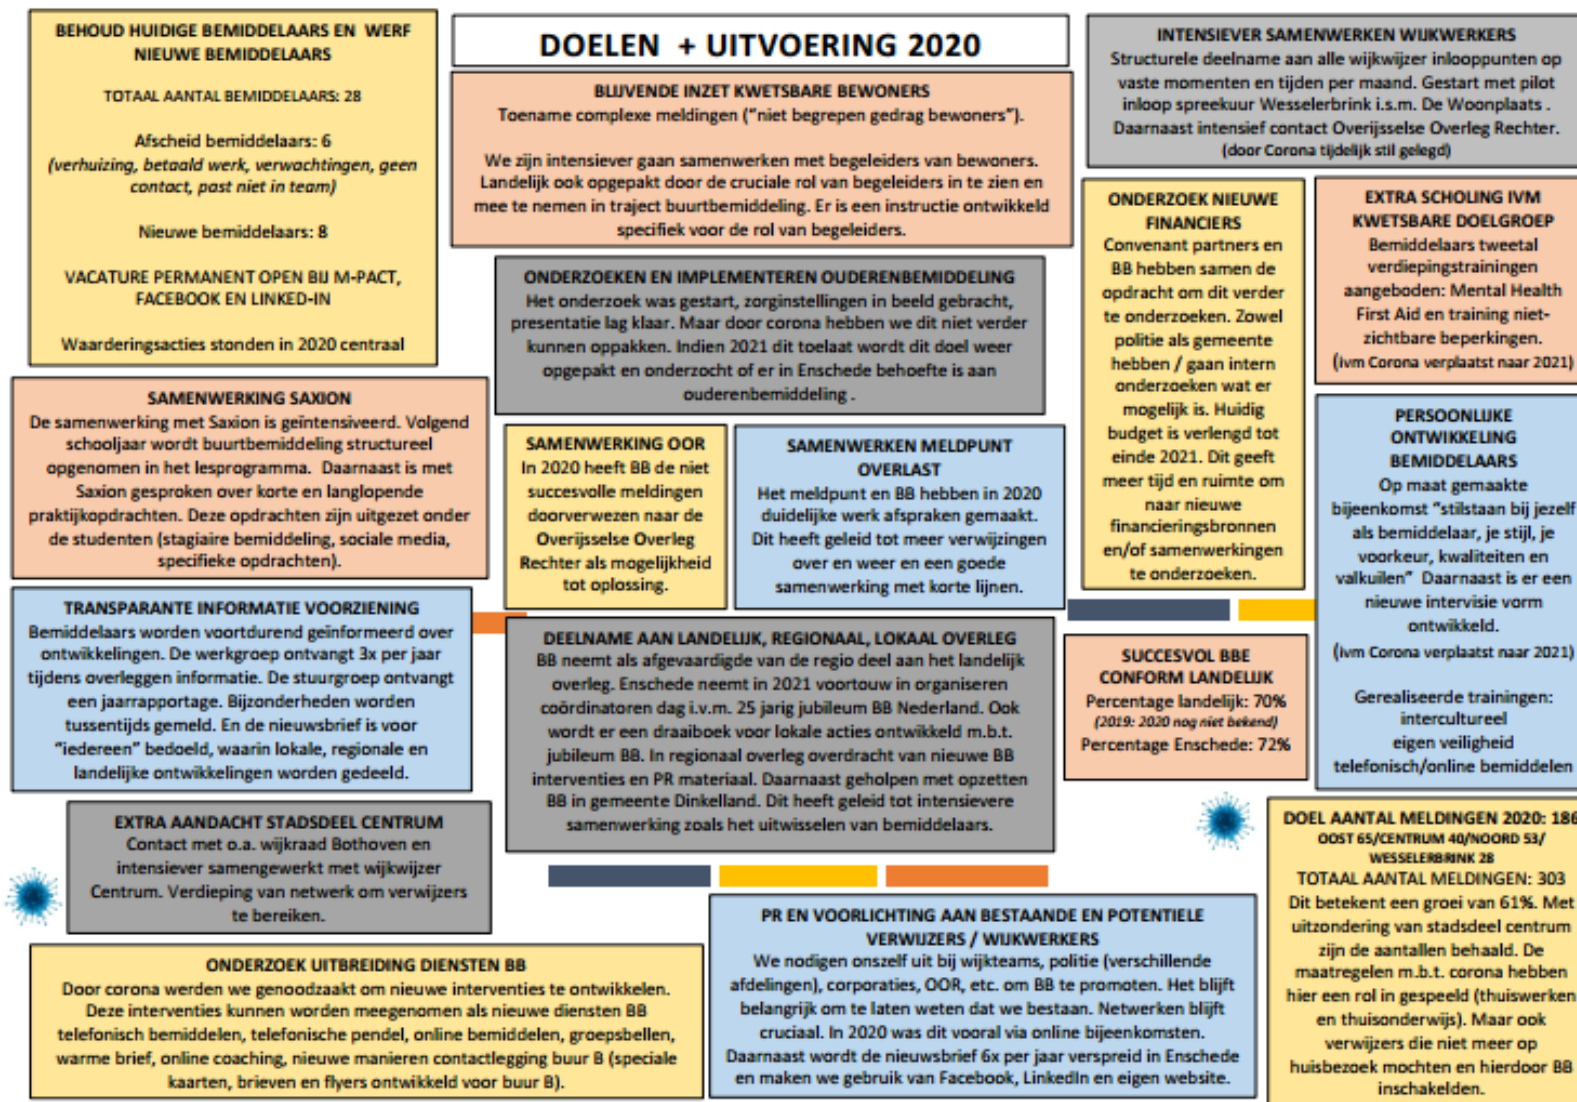 BEHOUD HUIDIGE BEMIDDELAARS EN WERF
NIEUWE BEMIDDELAARS
TOTAAL AANTAL BEMIDDELAARS: 28
Afscheid bemiddelaars: 6
(verhuizing, betaald werk, verwachtingen, geen
contact, past niet in team)
Nieuwe bemiddelaars: 8
VACATURE PERMANENT OPEN BIJ M-PACT,
FACEBOOK EN LINKED-IN
Waarderingsacties stonden in 2020 centraal
DOELEN + UITVOERING 2020
BLIJVENDE INZET KWETSBARE BEWONERS
Toename complexe meldingen ("niet begrepen gedrag bewoners").
We zijn intensiever gaan samenwerken met begeleiders van bewoners.
Landelijk ook opgepakt door de cruciale rol van begeleiders in te zien en
mee te nemen in traject buurtbemiddeling. Er is een instructie ontwikkeld
specifiek voor de rol van begeleiders.
INTENSIEVER SAMENWERKEN WIJKWERKERS
Structurele deelname aan alle wijkwijzer inlooppunten op
vaste momenten en tijden per maand. Gestart met pilot
inloop spreekuur Wesselerbrink i.s.m. De Woonplaats .
Daarnaast intensief contact Overijsselse Overleg Rechter.
(door Corona tijdelijk stil gelegd)
ONDERZOEKEN EN IMPLEMENTEREN OUDERENBEMIDDELING
Het onderzoek was gestart, zorginstellingen in beeld gebracht,
presentatie lag klaar. Maar door corona hebben we dit niet verder
kunnen oppakken. Indien 2021 dit toelaat wordt dit doel weer
opgepakt en onderzocht of er in Enschede behoefte is aan
ouderenbemiddeling .
ONDERZOEK NIEUWE
FINANCIERS
Convenant partners en
BB hebben samen de
opdracht om dit verder
te onderzoeken. Zowel
politie als gemeente
hebben / gaan intern
onderzoeken wat er
mogelijk is. Huidig
budget is verlengd tot
einde 2021. Dit geeft
meer tijd en ruimte om
naar nieuwe
financieringsbronnen
en/of samenwerkingen
te onderzoeken.
EXTRA SCHOLING IVM
KWETSBARE DOELGROEP
Bemiddelaars tweetal
verdiepingstrainingen
aangeboden: Mental Health
First Aid en training niet-
zichtbare beperkingen.
(ivm Corona verplaatst naar 2021)
SAMENWERKING SAXION
De samenwerking met Saxion is geïntensiveerd. Volgend
schooljaar wordt buurtbemiddeling structureel
opgenomen in het lesprogramma. Daarnaast is met
Saxion gesproken over korte en langlopende
praktijkopdrachten. Deze opdrachten zijn uitgezet onder
de studenten (stagiaire bemiddeling, sociale media,
specifieke opdrachten).
SAMENWERKING OOR
In 2020 heeft BB de niet
succesvolle meldingen
doorverwezen naar de
Overijsselse Overleg
Rechter als mogelijkheid
tot oplossing.
SAMENWERKEN MELDPUNT
OVERLAST
Het meldpunt en BB hebben in 2020
duidelijke werk afspraken gemaakt.
Dit heeft geleid tot meer verwijzingen
over en weer en een goede
samenwerking met korte lijnen.
PERSOONLIJKE
ONTWIKKELING
BEMIDDELAARS
Op maat gemaakte
bijeenkomst "stilstaan bij jezelf
als bemiddelaar, je stijl, je
voorkeur, kwaliteiten en
valkuilen" Daarnaast is er een
nieuwe intervisie vorm
ontwikkeld.
(ivm Corona verplaatst naar 2021)
Gerealiseerde trainingen:
intercultureel
eigen veiligheid
telefonisch/online bemiddelen
TRANSPARANTE INFORMATIE VOORZIENING
Bemiddelaars worden voortdurend geïnformeerd over
ontwikkelingen. De werkgroep ontvangt 3x per jaar
tijdens overleggen informatie. De stuurgroep ontvangt
een jaarrapportage. Bijzonderheden worden
tussentijds gemeld. En de nieuwsbrief is voor
"iedereen" bedoeld, waarin lokale, regionale en
landelijke ontwikkelingen worden gedeeld.
DEELNAME AAN LANDELIJK, REGIONAAL, LOKAAL OVERLEG
BB neemt als afgevaardigde van de regio deel aan het landelijk
overleg. Enschede neemt in 2021 voortouw in organiseren
coördinatoren dag i.v.m. 25 jarig jubileum BB Nederland. Ook
wordt er een draaiboek voor lokale acties ontwikkeld m.b.t.
jubileum BB. In regionaal overleg overdracht van nieuwe BB
interventies en PR materiaal. Daarnaast geholpen met opzetten
BB in gemeente Dinkelland. Dit heeft geleid tot intensievere
samenwerking zoals het uitwisselen van bemiddelaars.
SUCCESVOL BBE
CONFORM LANDELIJK
Percentage landelijk: 70%
(2019: 2020 nog niet bekend)
Percentage Enschede: 72%
EXTRA AANDACHT STADSDEEL CENTRUM
Contact met o.a. wijkraad Bothoven en
intensiever samengewerkt met wijkwijzer
Centrum. Verdieping van netwerk om verwijzers
te bereiken.
DOEL AANTAL MELDINGEN 2020: 186
OOST 65/CENTRUM 40/NOORD 53/
WESSELERBRINK 28
TOTAAL AANTAL MELDINGEN: 303
Dit betekent een groei van 61%. Met
uitzondering van stadsdeel centrum
zijn de aantallen behaald. De
maatregelen m.b.t. corona hebben
hier een rol in gespeeld (thuiswerken
en thuisonderwijs). Maar ook
verwijzers die niet meer op
huisbezoek mochten en hierdoor BB
inschakelden.
ONDERZOEK UITBREIDING DIENSTEN BB
Door corona werden we genoodzaakt om nieuwe interventies te ontwikkelen.
Deze interventies kunnen worden meegenomen als nieuwe diensten BB
telefonisch bemiddelen, telefonische pendel, online bemiddelen, groepsbellen,
warme brief, online coaching, nieuwe manieren contactlegging buur B (speciale
kaarten, brieven en flyers ontwikkeld voor buur B).
PR EN VOORLICHTING AAN BESTAANDE EN POTENTIELE
VERWIJZERS / WIJKWERKERS
We nodigen onszelf uit bij wijkteams, politie (verschillende
afdelingen), corporaties, OOR, etc. om BB te promoten. Het blijft
belangrijk om te laten weten dat we bestaan. Netwerken blijft
cruciaal. In 2020 was dit vooral via online bijeenkomsten.
Daarnaast wordt de nieuwsbrief 6x per jaar verspreid in Enschede
en maken we gebruik van Facebook, LinkedIn en eigen website.